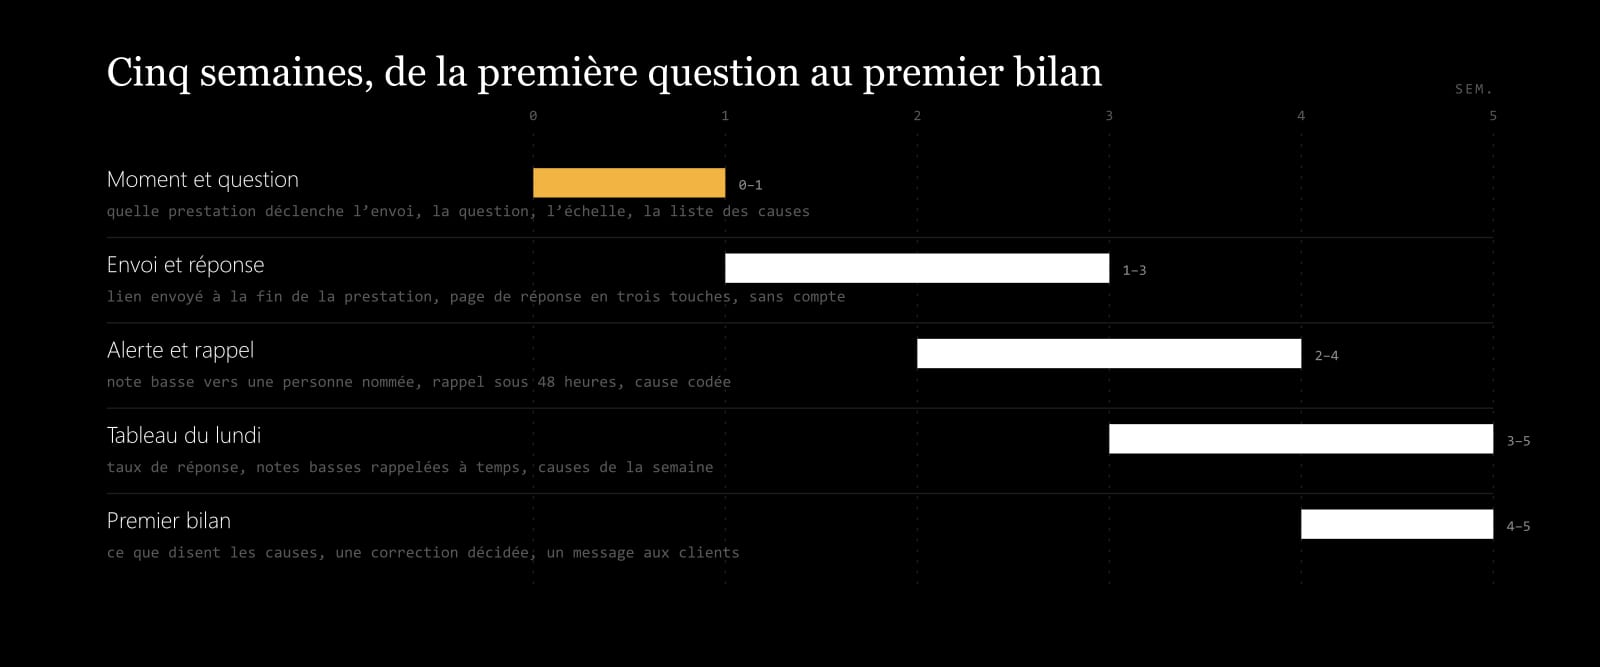 Cinq semaines, de la première question au premier bilan
SEM.
0 1 2 3 4 5
Moment et question
0–1
quelle prestation déclenche l’envoi, la question, l’échelle, la liste des causes
Envoi et réponse
1–3
lien envoyé à la fin de la prestation, page de réponse en trois touches, sans compte
Alerte et rappel
2–4
note basse vers une personne nommée, rappel sous 48 heures, cause codée
Tableau du lundi
3–5
taux de réponse, notes basses rappelées à temps, causes de la semaine
Premier bilan
4–5
ce que disent les causes, une correction décidée, un message aux clients